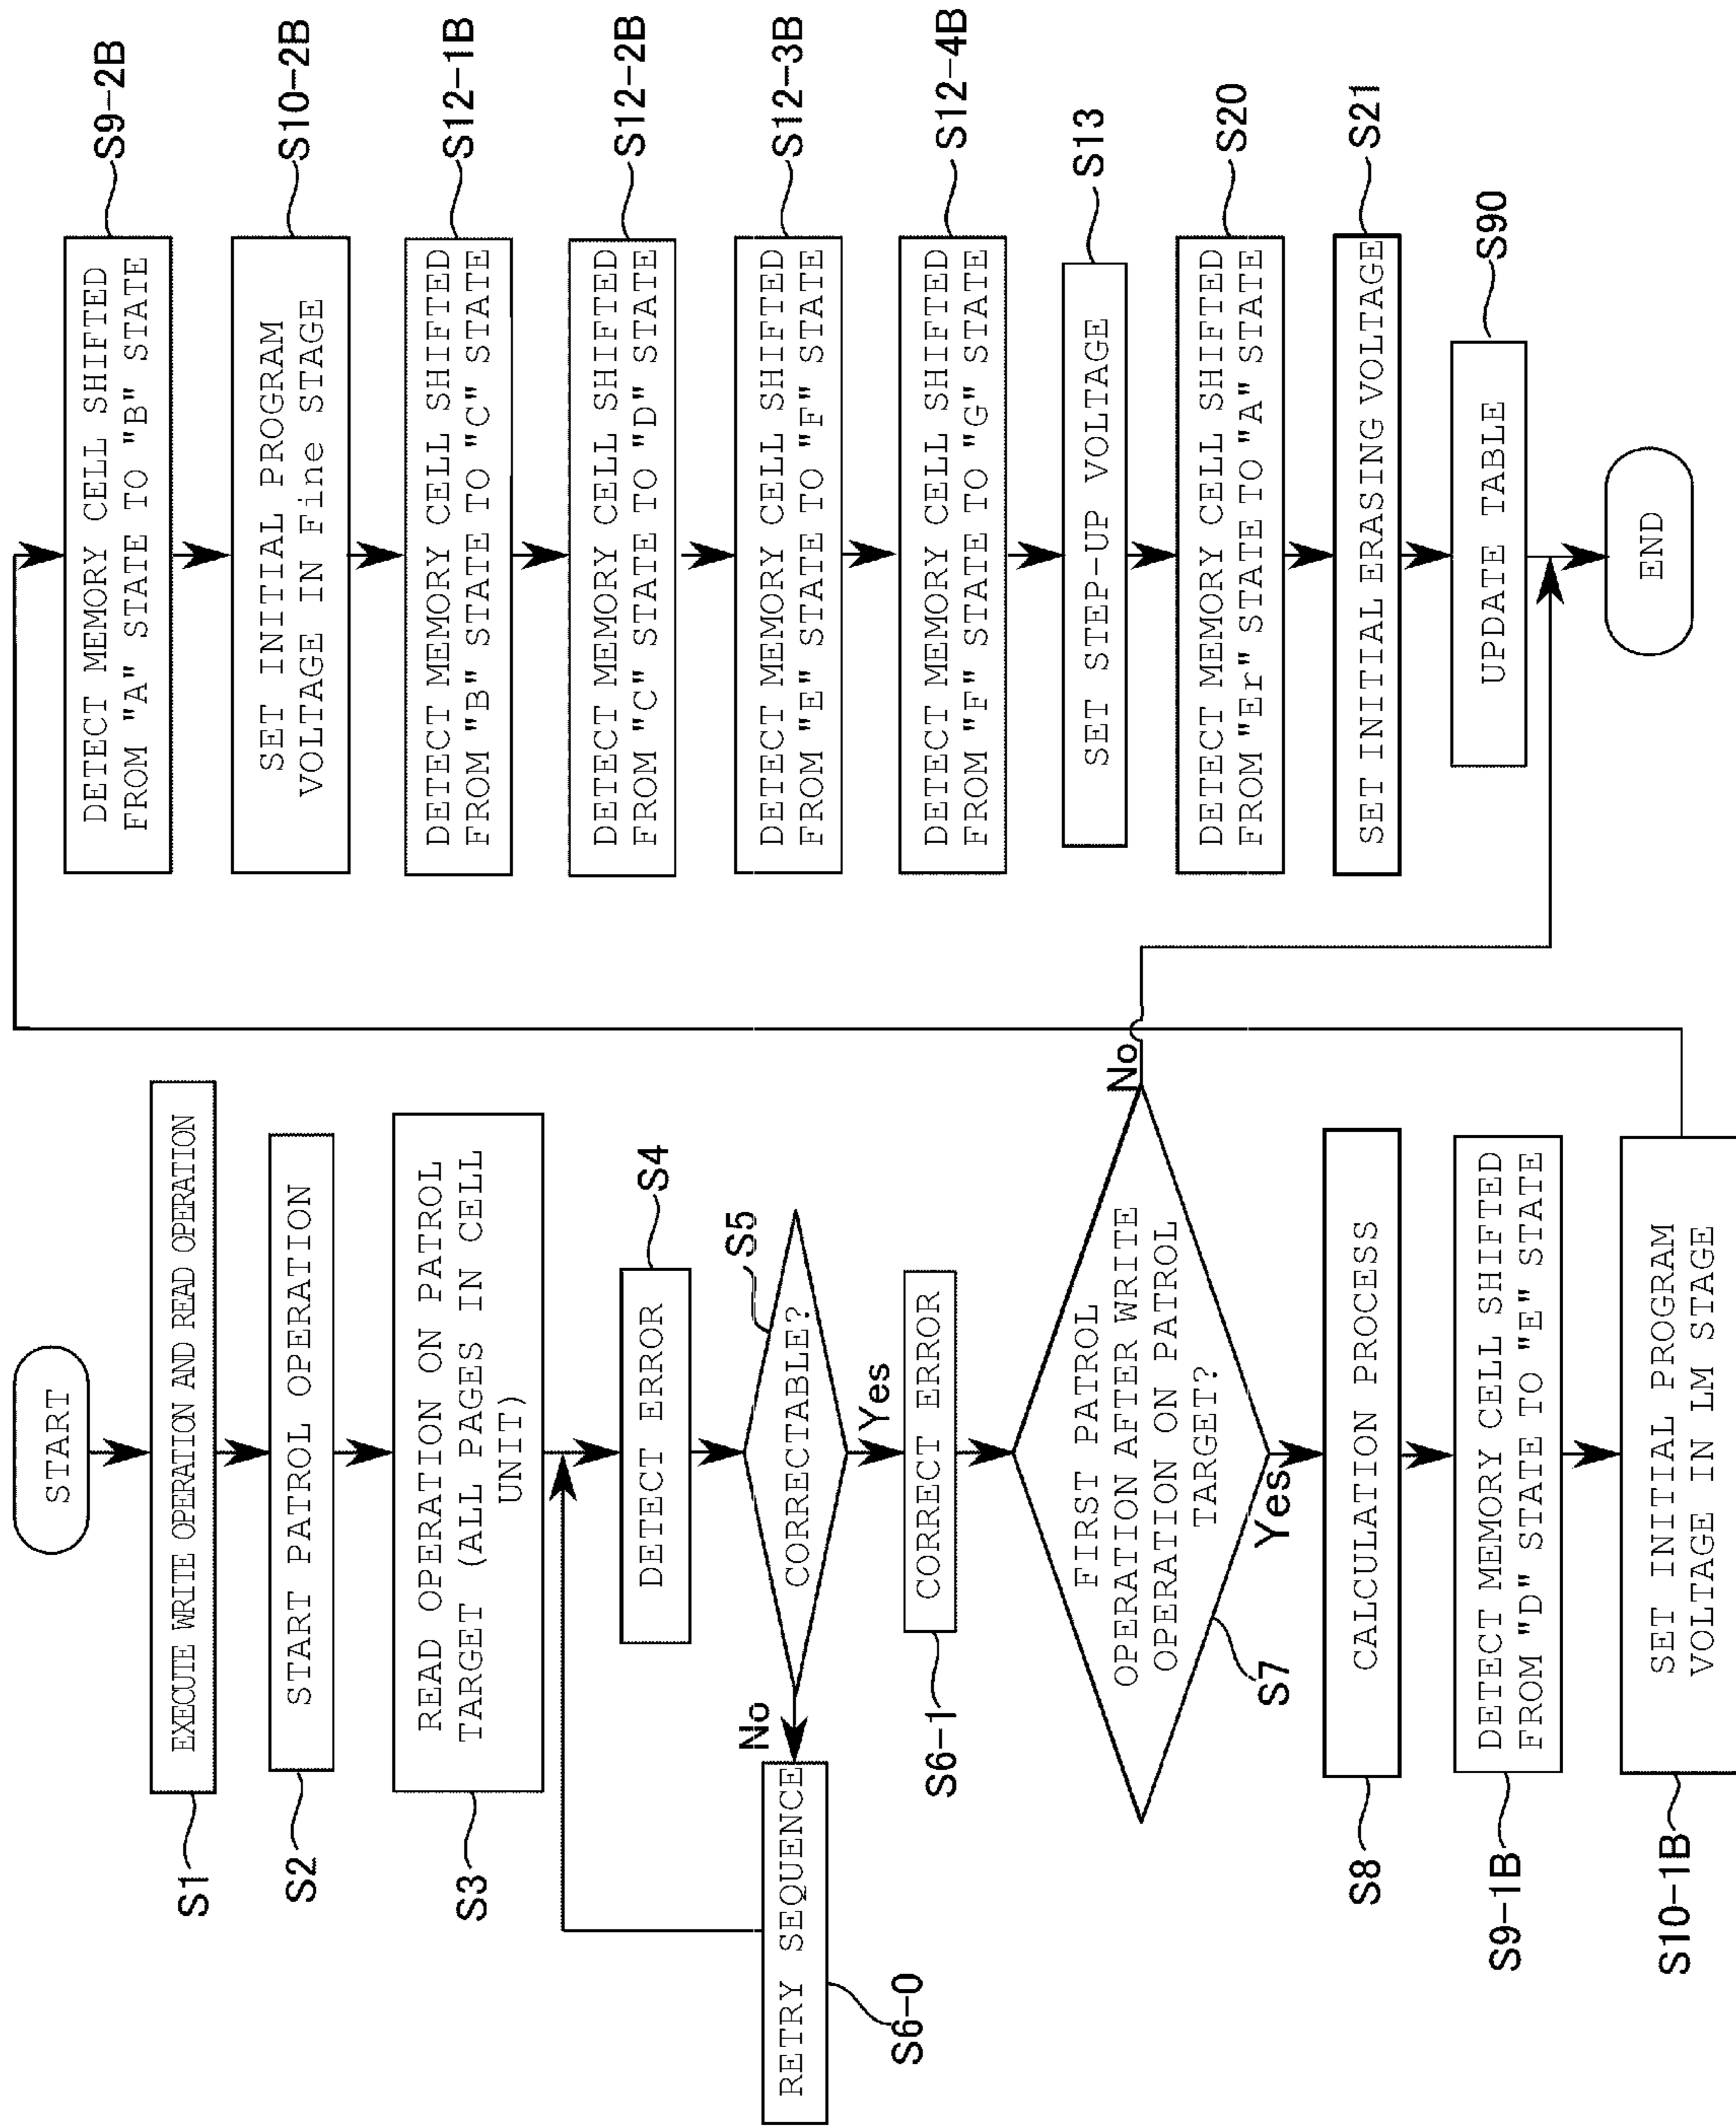 START
EXECUTE WRITE OPERATION AND READ OPERATION
S1
START PATROL OPERATION
S2
READ OPERATION ON PATROL
TARGET (ALL PAGES IN CELL
UNIT)
S3
DETECT ERROR
S4
CORRECTABLE?
S5
No
Yes
RETRY SEQUENCE
S6-0
CORRECT ERROR
S6-1
FIRST PATROL
OPERATION AFTER WRITE
OPERATION ON PATROL
TARGET?
S7
No
Yes
CALCULATION PROCESS
S8
DETECT MEMORY CELL SHIFTED
FROM "D" STATE TO "E" STATE
S9-1B
SET INITIAL PROGRAM
VOLTAGE IN LM STAGE
S10-1B
DETECT MEMORY CELL SHIFTED
FROM "A" STATE TO "B" STATE
S9-2B
SET INITIAL PROGRAM
VOLTAGE IN Fine STAGE
S10-2B
DETECT MEMORY CELL SHIFTED
FROM "B" STATE TO "C" STATE
S12-1B
DETECT MEMORY CELL SHIFTED
FROM "C" STATE TO "D" STATE
S12-2B
DETECT MEMORY CELL SHIFTED
FROM "E" STATE TO "F" STATE
S12-3B
DETECT MEMORY CELL SHIFTED
FROM "F" STATE TO "G" STATE
S12-4B
SET STEP-UP VOLTAGE
S13
DETECT MEMORY CELL SHIFTED
FROM "Er" STATE TO "A" STATE
S20
SET INITIAL ERASING VOLTAGE
S21
UPDATE TABLE
S90
END